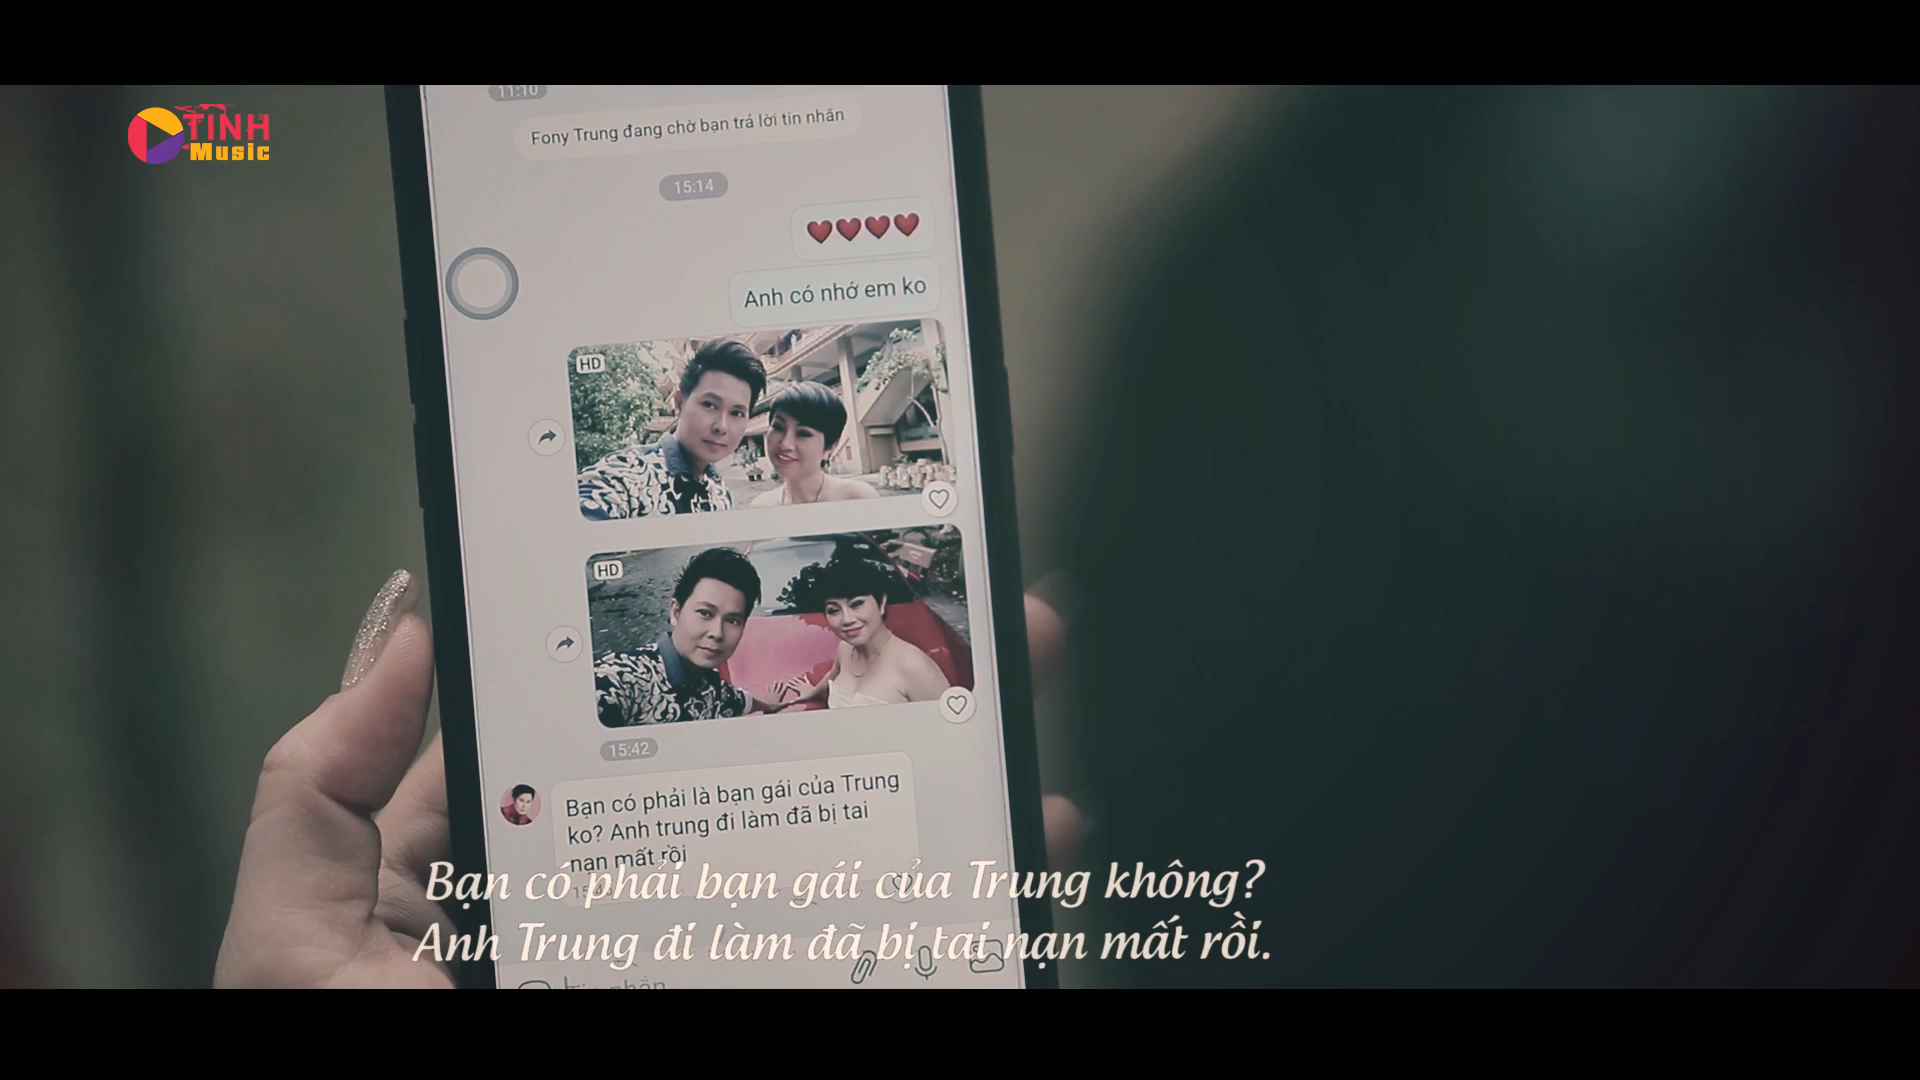 TINH
Music
11:10
Fony Trung đang chờ bạn trả lời tin nhắn
15:14
Anh có nhớ em ko
HD
HD
15:42
Bạn có phải là bạn gái của Trung
ko? Anh trung đi làm đã bị tai
nạn mất rồi
Bạn có phải bạn gái của Trung không?
Anh Trung đi làm đã bị tai nạn mất rồi.